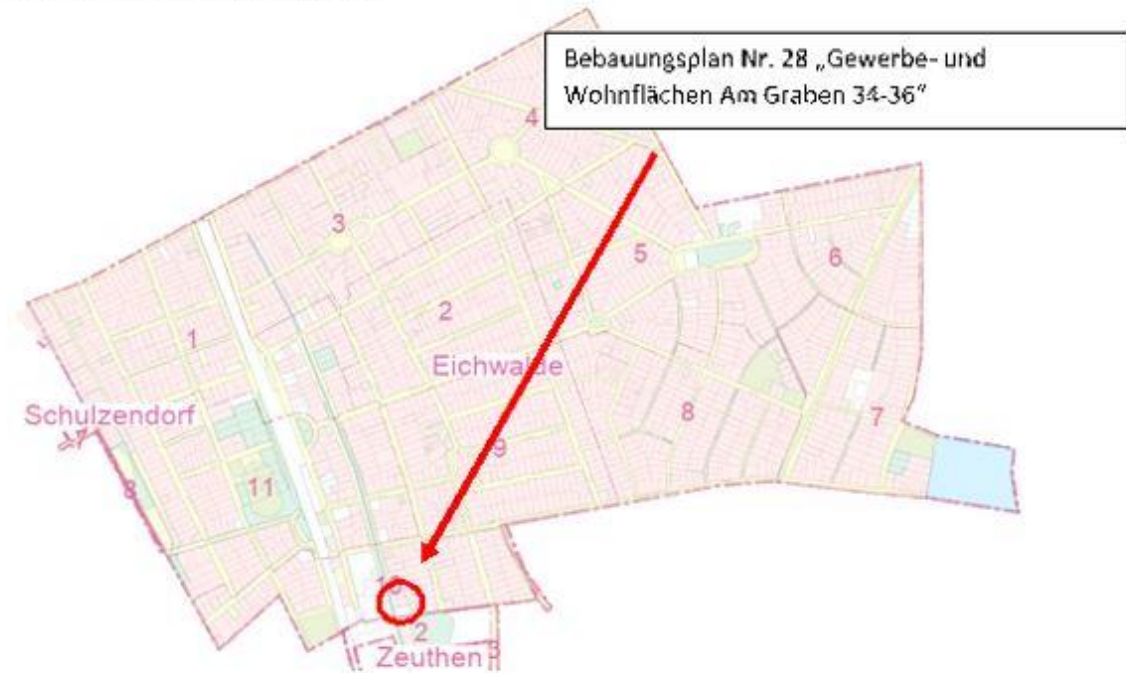 Bebauungsplan Nr. 28 „Gewerbe- und
Wohnflächen Am Graben 34-36"
4
3
5
6
2
1
Eichwalde
Schulzendorf
8
7
9
11
10
2
Zeuthen